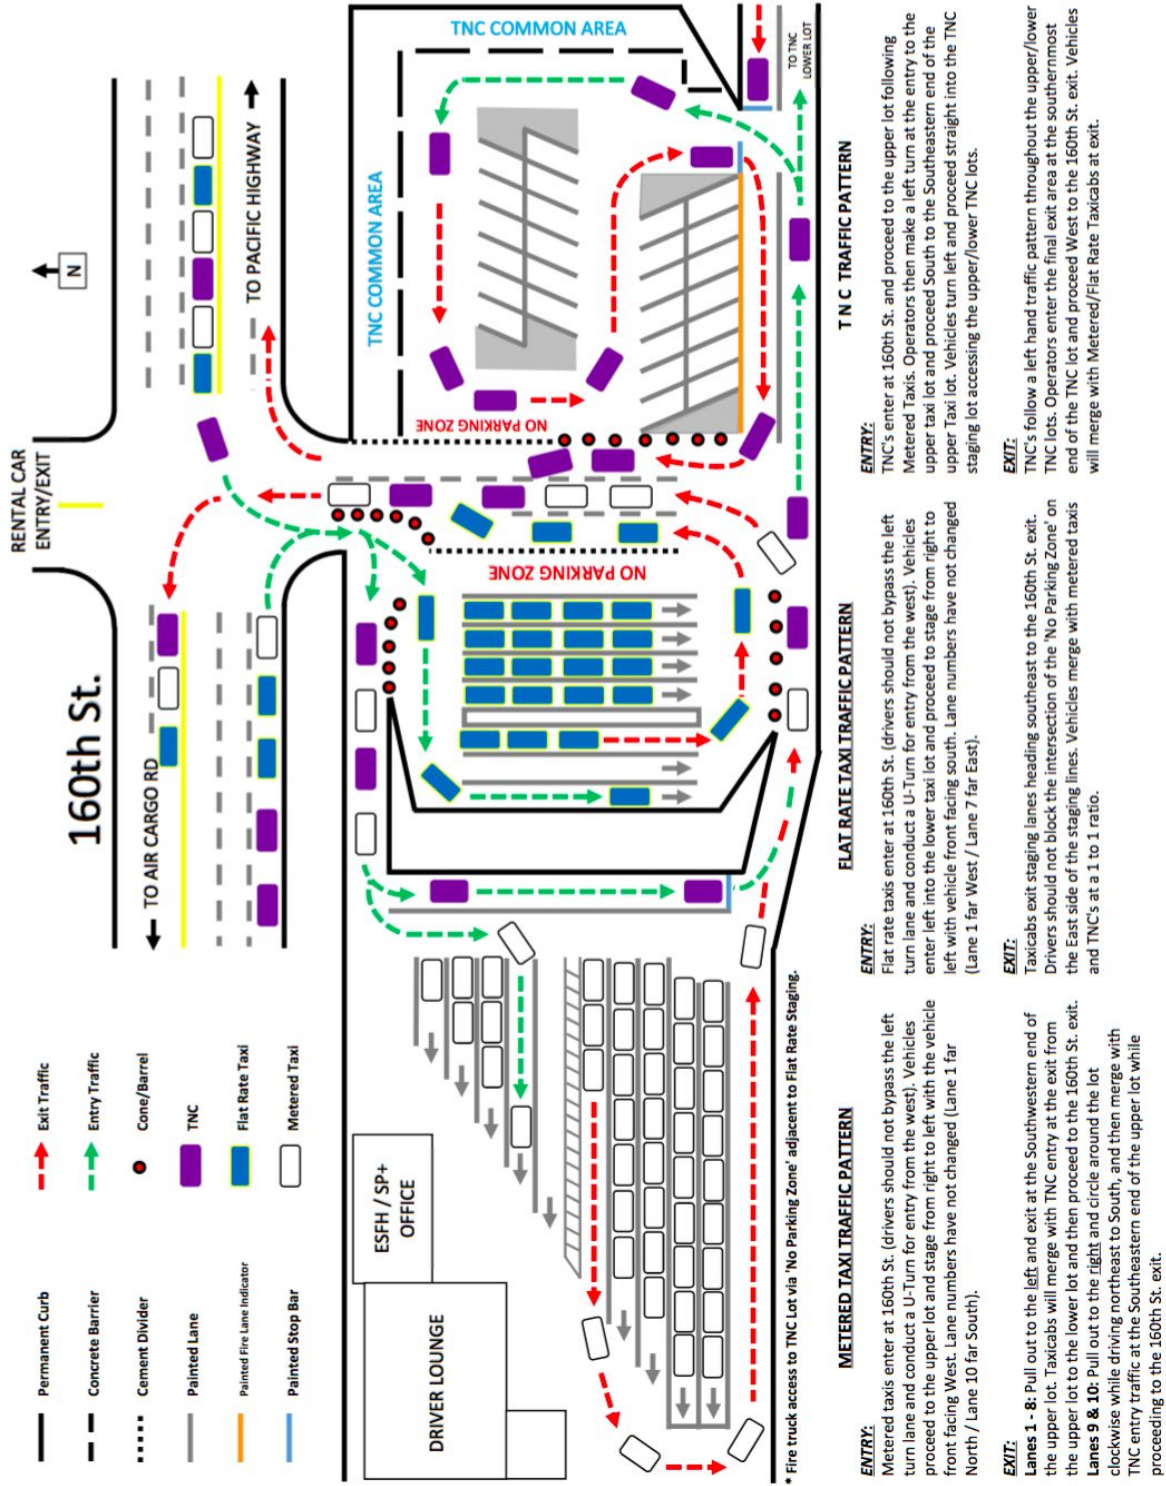 Permanent Curb
Concrete Barrier
Cement Divider
Painted Lane
Painted Fire Lane Indicator
Painted Stop Bar
Exit Traffic
Entry Traffic
Cone/Barrel
TNC
Flat Rate Taxi
Metered Taxi
160th St.
TO AIR CARGO RD
RENTAL CAR
ENTRY/EXIT
N
TO PACIFIC HIGHWAY
DRIVER LOUNGE
ESFH / SP+
OFFICE
NO PARKING ZONE
NO PARKING ZONE
TNC COMMON AREA
TNC COMMON AREA
TO TNC
LOWER LOT
* Fire truck access to TNC Lot via 'No Parking Zone' adjacent to Flat Rate Staging.
METERED TAXI TRAFFIC PATTERN
ENTRY:
Metered taxis enter at 160th St. (drivers should not bypass the left
turn lane and conduct a U-Turn for entry from the west). Vehicles
proceed to the upper lot and stage from right to left with the vehicle
front facing West. Lane numbers have not changed (Lane 1 far
North / Lane 10 far South).
EXIT:
Lanes 1 - 8: Pull out to the left and exit at the Southwestern end of
the upper lot. Taxicabs will merge with TNC entry at the exit from
the upper lot to the lower lot and then proceed to the 160th St. exit.
Lanes 9 & 10: Pull out to the right and circle around the lot
clockwise while driving northeast to South, and then merge with
TNC entry traffic at the Southeastern end of the upper lot while
proceeding to the 160th St. exit.
FLAT RATE TAXI TRAFFIC PATTERN
ENTRY:
Flat rate taxis enter at 160th St. (drivers should not bypass the left
turn lane and conduct a U-Turn for entry from the west). Vehicles
enter left into the lower taxi lot and proceed to stage from right to
left with vehicle front facing south. Lane numbers have not changed
(Lane 1 far West / Lane 7 far East).
EXIT:
Taxicabs exit staging lanes heading southeast to the 160th St. exit.
Drivers should not block the intersection of the 'No Parking Zone' on
the East side of the staging lines. Vehicles merge with metered taxis
and TNC's at a 1 to 1 ratio.
TNC TRAFFIC PATTERN
ENTRY:
TNC's enter at 160th St. and proceed to the upper lot following
Metered Taxis. Operators then make a left turn at the entry to the
upper taxi lot and proceed South to the Southeastern end of the
upper Taxi lot. Vehicles turn left and proceed straight into the TNC
staging lot accessing the upper/lower TNC lots.
EXIT:
TNC's follow a left hand traffic pattern throughout the upper/lower
TNC lots. Operators enter the final exit area at the southernmost
end of the TNC lot and proceed West to the 160th St. exit. Vehicles
will merge with Metered/Flat Rate Taxicabs at exit.